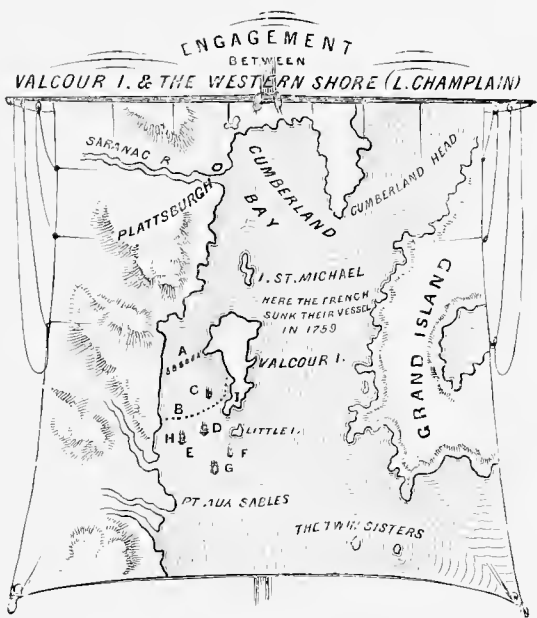 ENGAGEMENT
BETWEEN
VALCOUR I. & THE WESTERN SHORE (L. CHAMPLAIN)
SARANAC R
PLATTSBURGH
CUMBERLAND
BAY
CUMBERLAND HEAD
I. ST. MICHAEL
HERE THE FRENCH
SUNK THEIR VESSEL
IN 1759
GRAND ISLAND
A
VALCOUR I.
C
I
B
H
D
LITTLE I.
E
F
G
PT. AUX SABLES
THE TWIN SISTERS